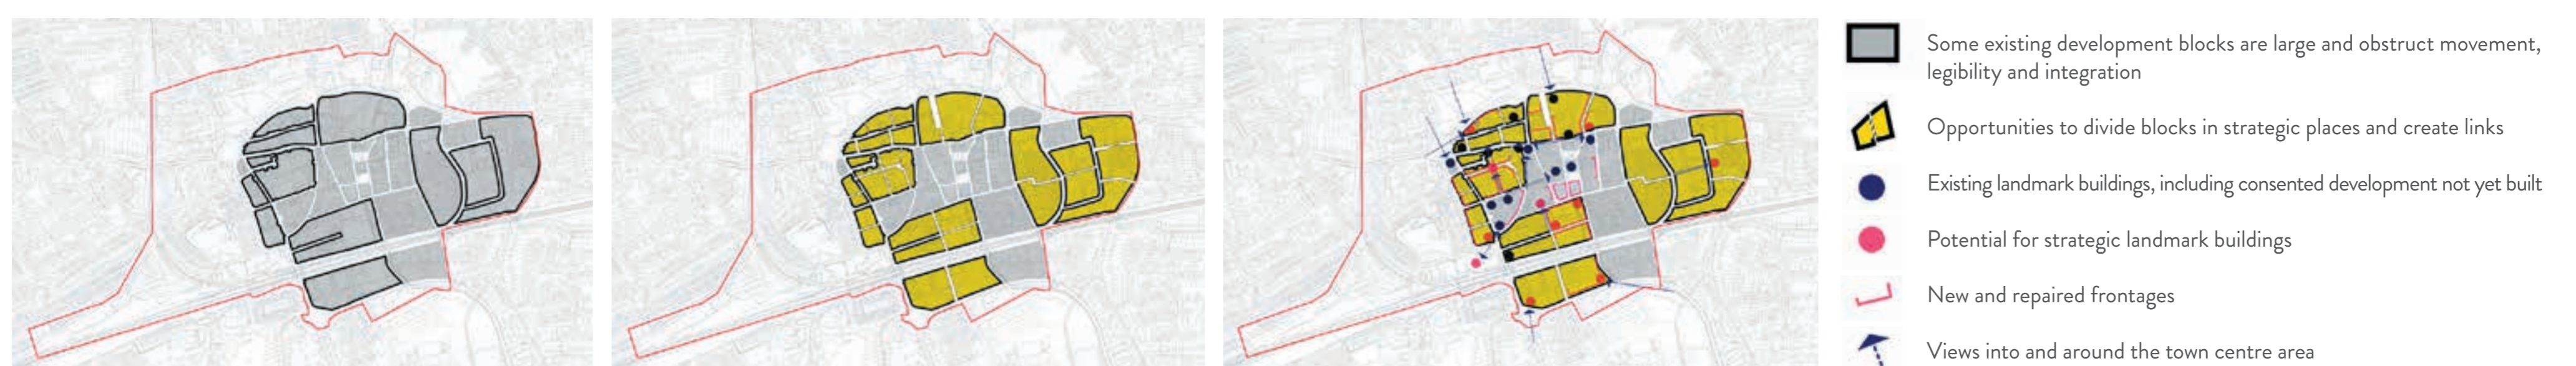 Some existing development blocks are large and obstruct movement,
legibility and integration
Opportunities to divide blocks in strategic places and create links
Existing landmark buildings, including consented development not yet built
Potential for strategic landmark buildings
New and repaired frontages
Views into and around the town centre area